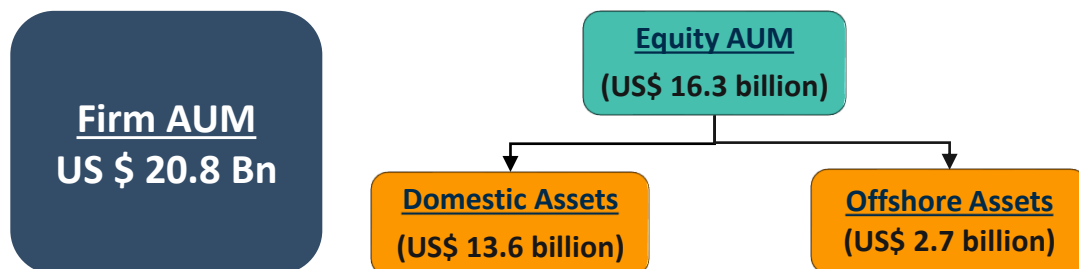 Firm AUM
US $ 20.8 Bn
Equity AUM
(US$ 16.3 billion)
Domestic Assets
(US$ 13.6 billion)
Offshore Assets
(US$ 2.7 billion)